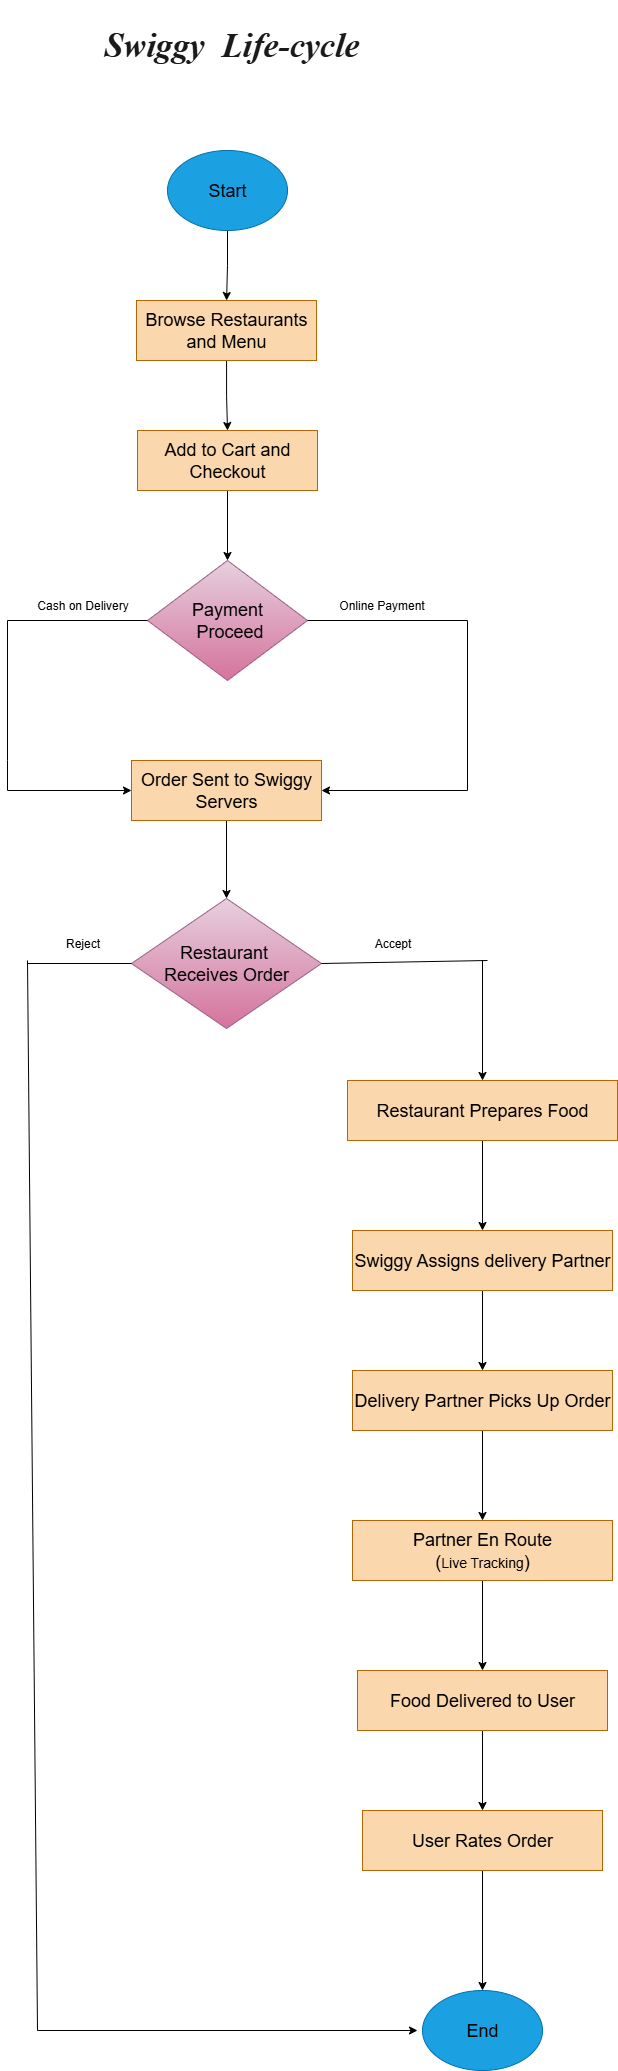 Swiggy Life-cycle
Start
Browse Restaurants
and Menu
Add to Cart and
Checkout
Cash on Delivery
Payment
Proceed
Online Payment
Order Sent to Swiggy
Servers
Reject
Restaurant
Receives Order
Accept
Restaurant Prepares Food
Swiggy Assigns delivery Partner
Delivery Partner Picks Up Order
Partner En Route
(Live Tracking)
Food Delivered to User
User Rates Order
End